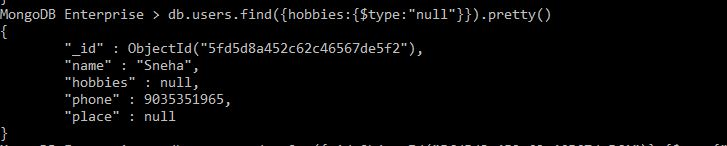 MongoDB Enterprise > db.users.find({hobbies:{$type:"null"}}).pretty()
{
        "_id" : ObjectId("5fd5d8a452c62c46567de5f2"),
        "name" : "Sneha",
        "hobbies" : null,
        "phone" : 9035351965,
        "place" : null
}